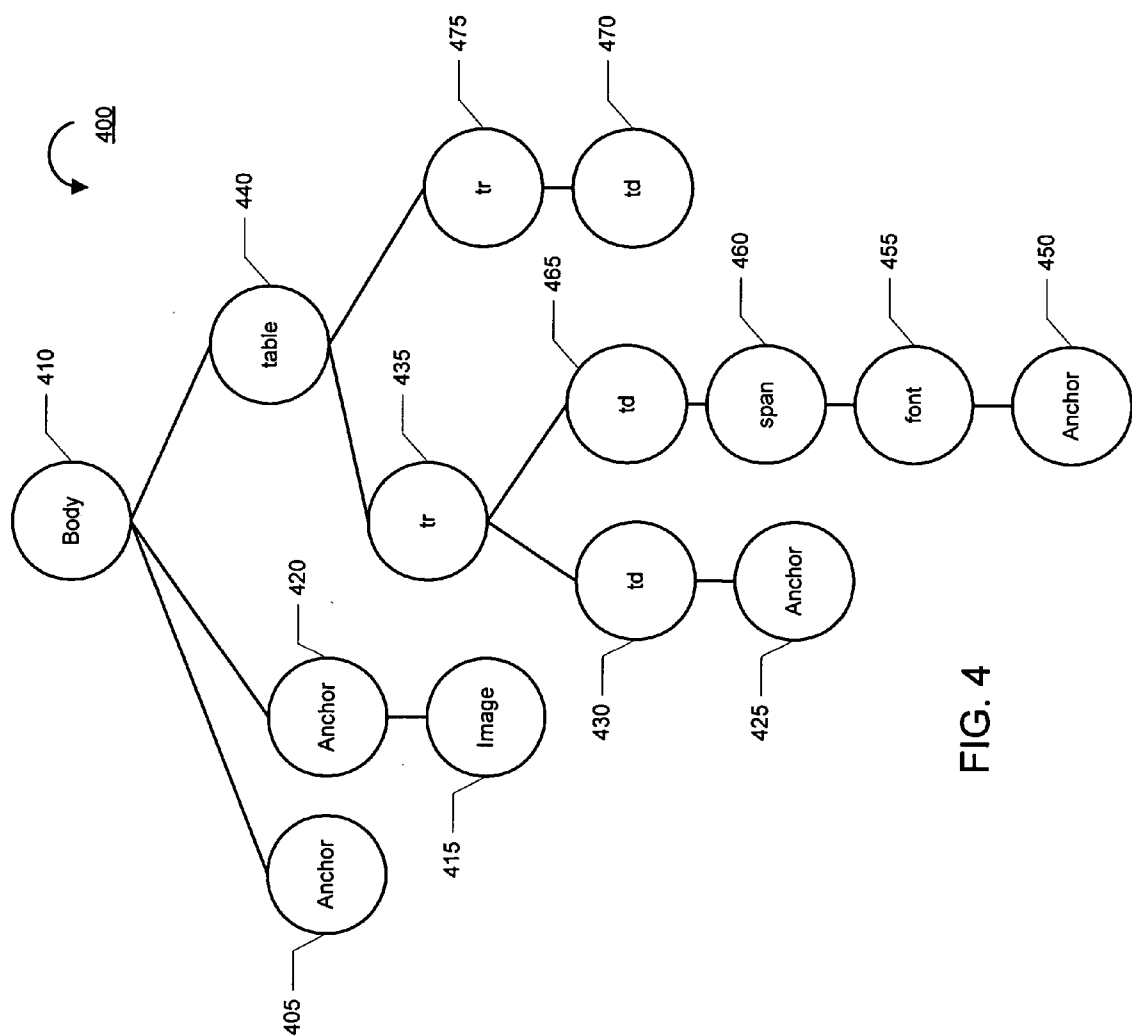 400
Body
410
Anchor
405
Anchor
420
table
440
Image
415
tr
435
tr
475
td
430
td
465
td
470
Anchor
425
span
460
font
455
Anchor
450
FIG. 4